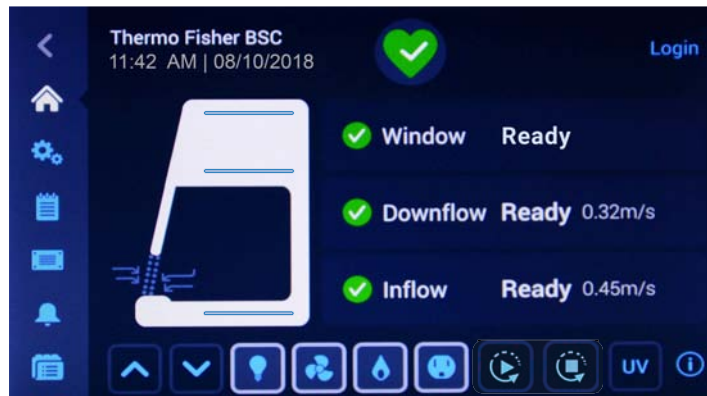 Thermo Fisher BSC
11:42 AM | 08/10/2018
Login
Window Ready
Downflow Ready 0.32m/s
Inflow Ready 0.45m/s
UV